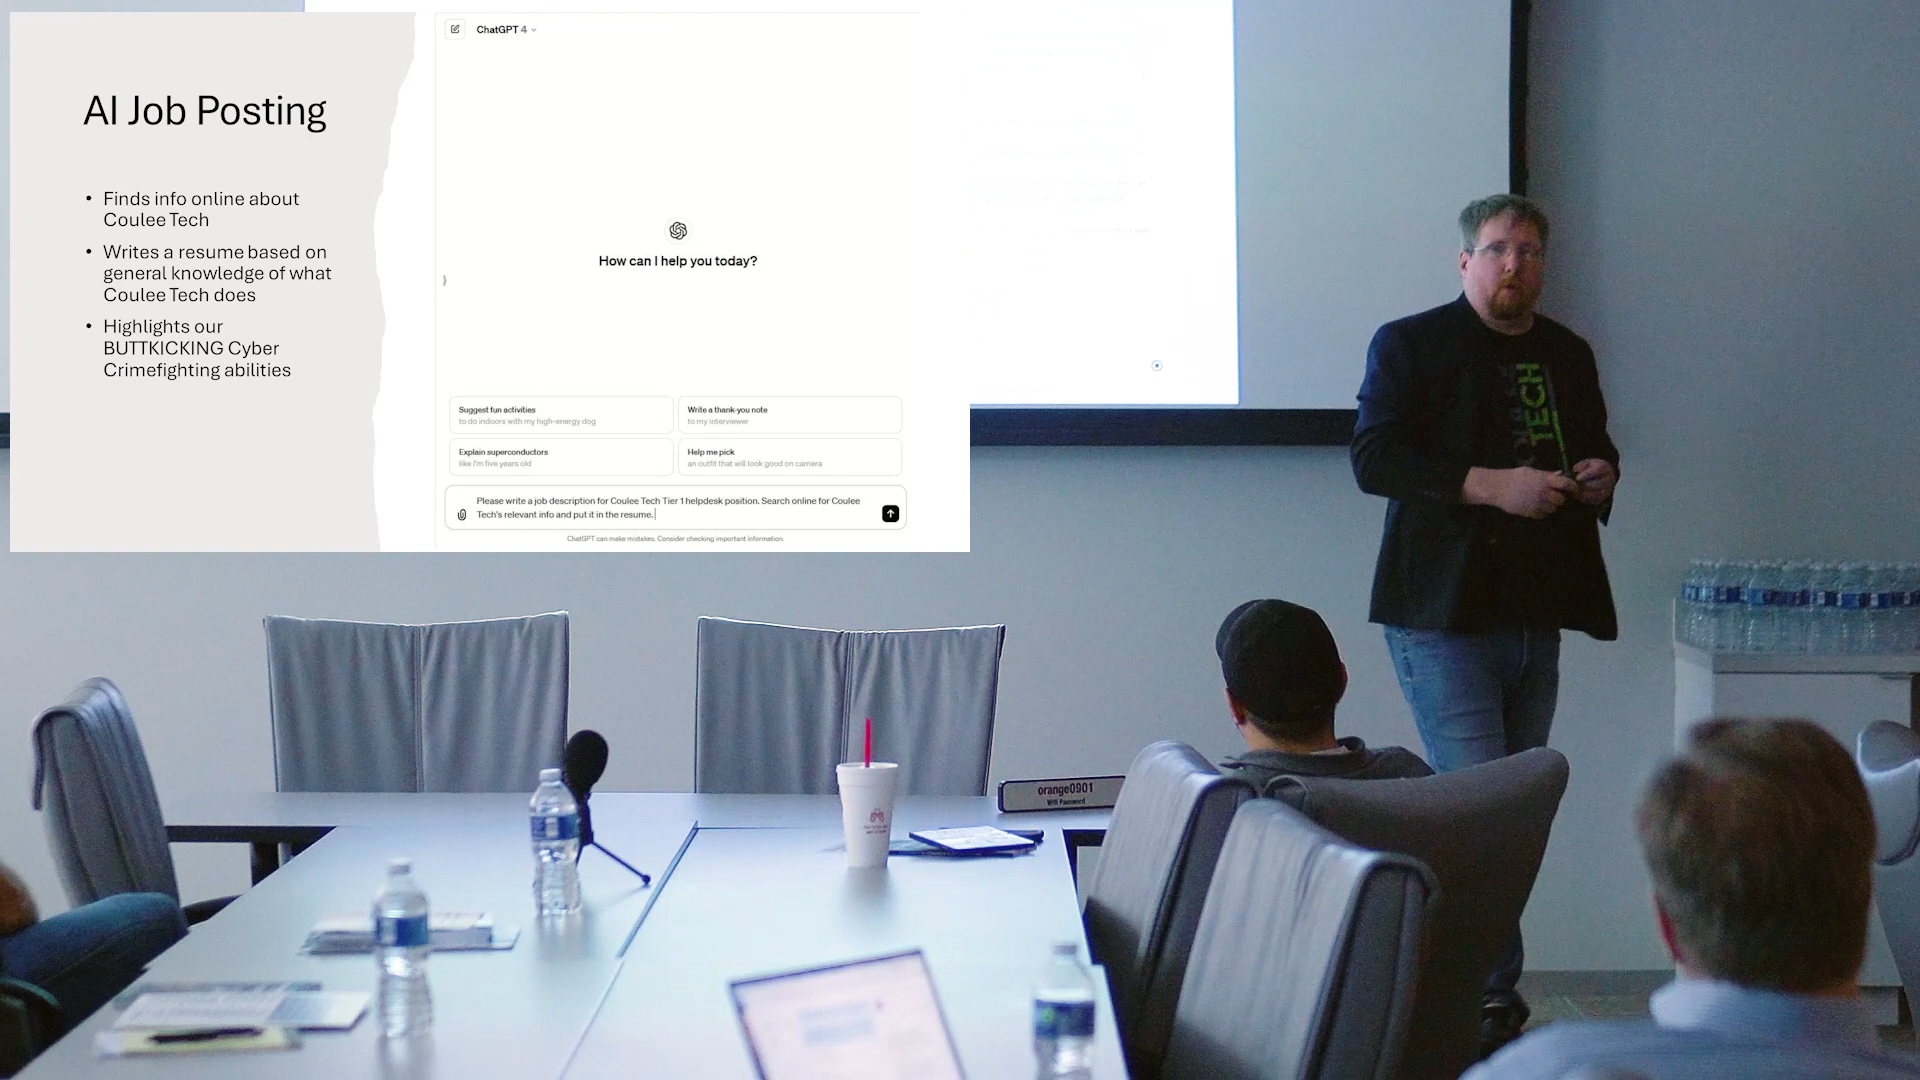 AI Job Posting
• Finds info online about
Coulee Tech
• Writes a resume based on
general knowledge of what
Coulee Tech does
• Highlights our
BUTTKICKING Cyber
Crimefighting abilities
ChatGPT 4
How can I help you today?
Suggest fun activities
to do indoors with my high-energy dog
Write a thank-you note
to my interviewer
Explain superconductors
like I'm five years old
Help me pick
an outfit that will look good on camera
Please write a job description for Coulee Tech Tier 1 helpdesk position. Search online for Coulee
Tech's relevant info and put it in the resume.
ChatGPT can make mistakes. Consider checking important information.
TECH
orange0901
Wifi Password